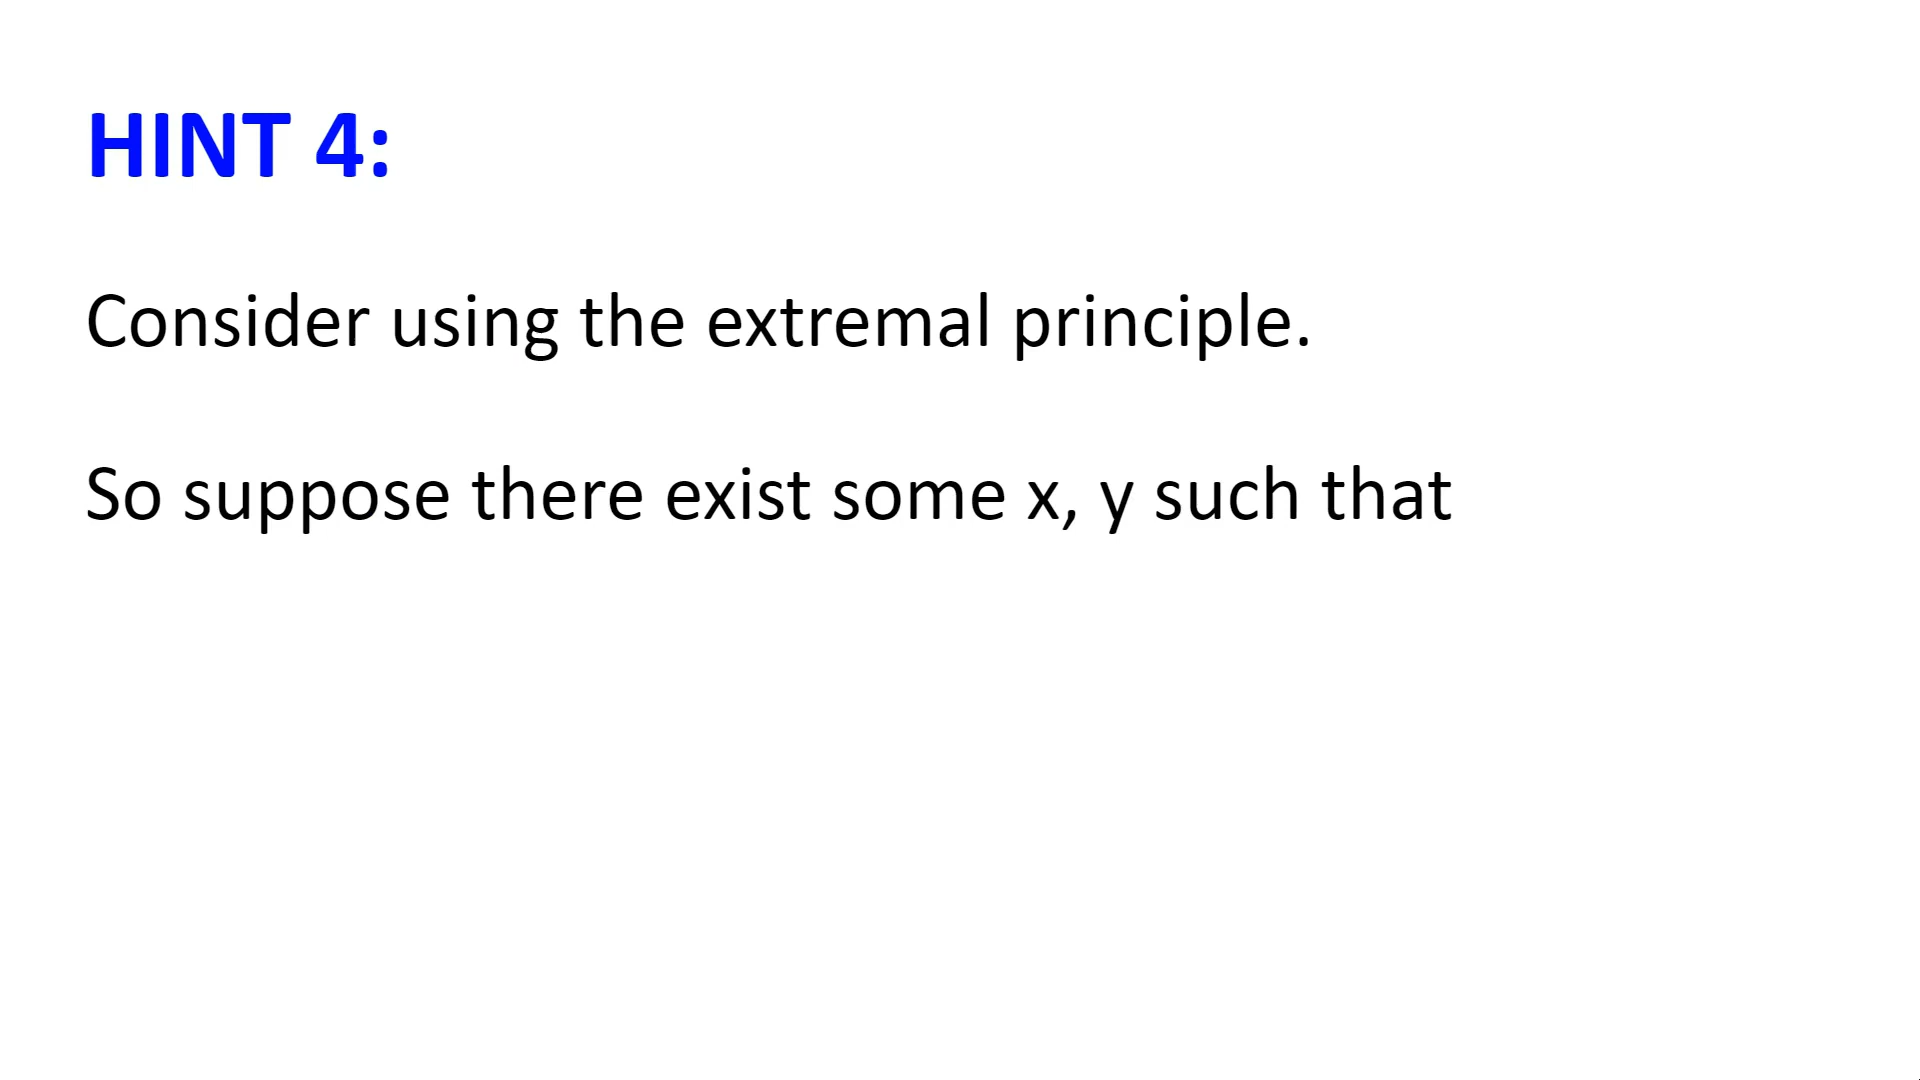 HINT 4:
Consider using the extremal principle.
So suppose there exist some x, y such that